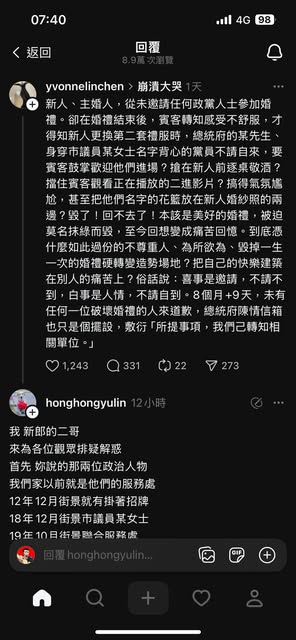 07:40
4G 98
返回
回覆
8.9萬 次瀏覽
yvonnelinchen > 崩潰大哭 1天
新人、主婚人，從未邀請任何政黨人士參加婚
禮。卻在婚禮結束後，賓客轉知感受不舒服，才
得知新人更換第二套禮服時，總統府的某先生、
身穿市議員某女士名字背心的黨員不請自來，要
賓客鼓掌歡迎他們進場？搶在新人前逐桌敬酒？
擋住賓客觀看正在播放的二進影片？搞得氣氛尷
尬，甚至把他們名字的花籃放在新人婚紗照的兩
邊？毀了！回不去了！本該是美好的婚禮，被迫
莫名抹綠而毀，至今回想變成痛苦回憶。到底憑
什麼如此過份的不尊重人、為所欲為、毀掉一生
一次的婚禮硬轉變造勢場地？把自己的快樂建築
在別人的痛苦上？俗話說：喜事是邀請，不請不
到，白事是人情，不請自到。8個月+9天，未有
任何一位破壞婚禮的人來道歉，總統府陳情信箱
也只是個擺設，敷衍「所提事項，我們已轉知相
關單位。」
1,243 331 22 273
honghongyulin 12小時
我 新郎的二哥
來為各位觀眾排疑解惑
首先 妳說的那兩位政治人物
我們家以前就是他們的服務處
12年12月街景就有掛著招牌
18年12月街景市議員某女士
19年10月街景聯合服務處
回覆 honghongyulin...
GIF